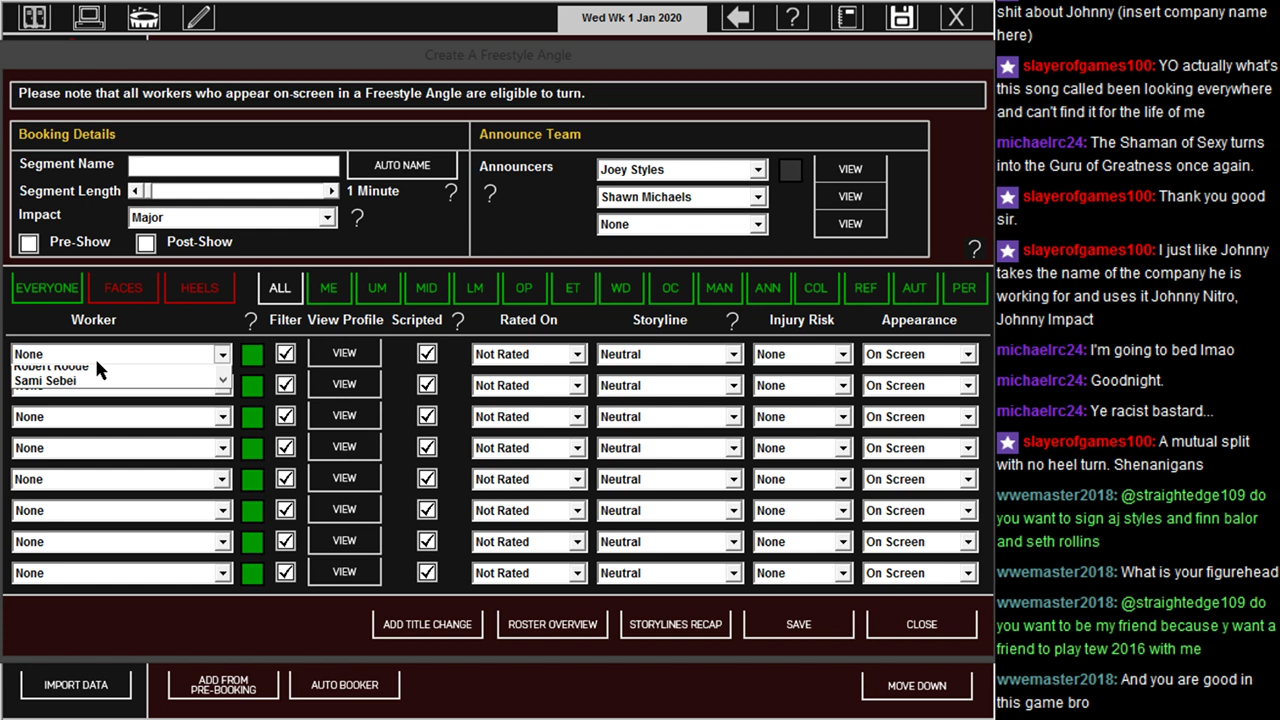 Wed Wk 1 Jan 2020
Create A Freestyle Angle
Please note that all workers who appear on-screen in a Freestyle Angle are eligible to turn.
Booking Details
Segment Name
AUTO NAME
Segment Length
1 Minute
?
Impact
Major
?
Pre-Show
Post-Show
Announce Team
Announcers
?
Joey Styles
VIEW
Shawn Michaels
VIEW
None
VIEW
?
EVERYONE
FACES
HEELS
ALL
ME
UM
MID
LM
OP
ET
WD
OC
MAN
ANN
COL
REF
AUT
PER
Worker ? Filter View Profile Scripted ? Rated On Storyline ? Injury Risk Appearance
None VIEW Not Rated Neutral None On Screen
Robert Roode
Sami Sebei VIEW Not Rated Neutral None On Screen
None VIEW Not Rated Neutral None On Screen
None VIEW Not Rated Neutral None On Screen
None VIEW Not Rated Neutral None On Screen
None VIEW Not Rated Neutral None On Screen
None VIEW Not Rated Neutral None On Screen
None VIEW Not Rated Neutral None On Screen
ADD TITLE CHANGE
ROSTER OVERVIEW
STORYLINES RECAP
SAVE
CLOSE
IMPORT DATA
ADD FROM
PRE-BOOKING
AUTO BOOKER
MOVE DOWN
shit about Johnny (insert company name
here)
slayerofgames100: YO actually what's
this song called been looking everywhere
and can't find it for the life of me
michaelrc24: The Shaman of Sexy turns
into the Guru of Greatness once again.
slayerofgames100: Thank you good
sir.
slayerofgames100: I just like Johnny
takes the name of the company he is
working for and uses it Johnny Nitro,
Johnny Impact
michaelrc24: I'm going to bed lmao
michaelrc24: Goodnight.
michaelrc24: Ye racist bastard...
slayerofgames100: A mutual split
with no heel turn. Shenanigans
wwemaster2018: @straightedge109 do
you want to sign aj styles and finn balor
and seth rollins
wwemaster2018: What is your figurehead
wwemaster2018: @straightedge109 do
you want to be my friend because y want a
friend to play tew 2016 with me
wwemaster2018: And you are good in
this game bro